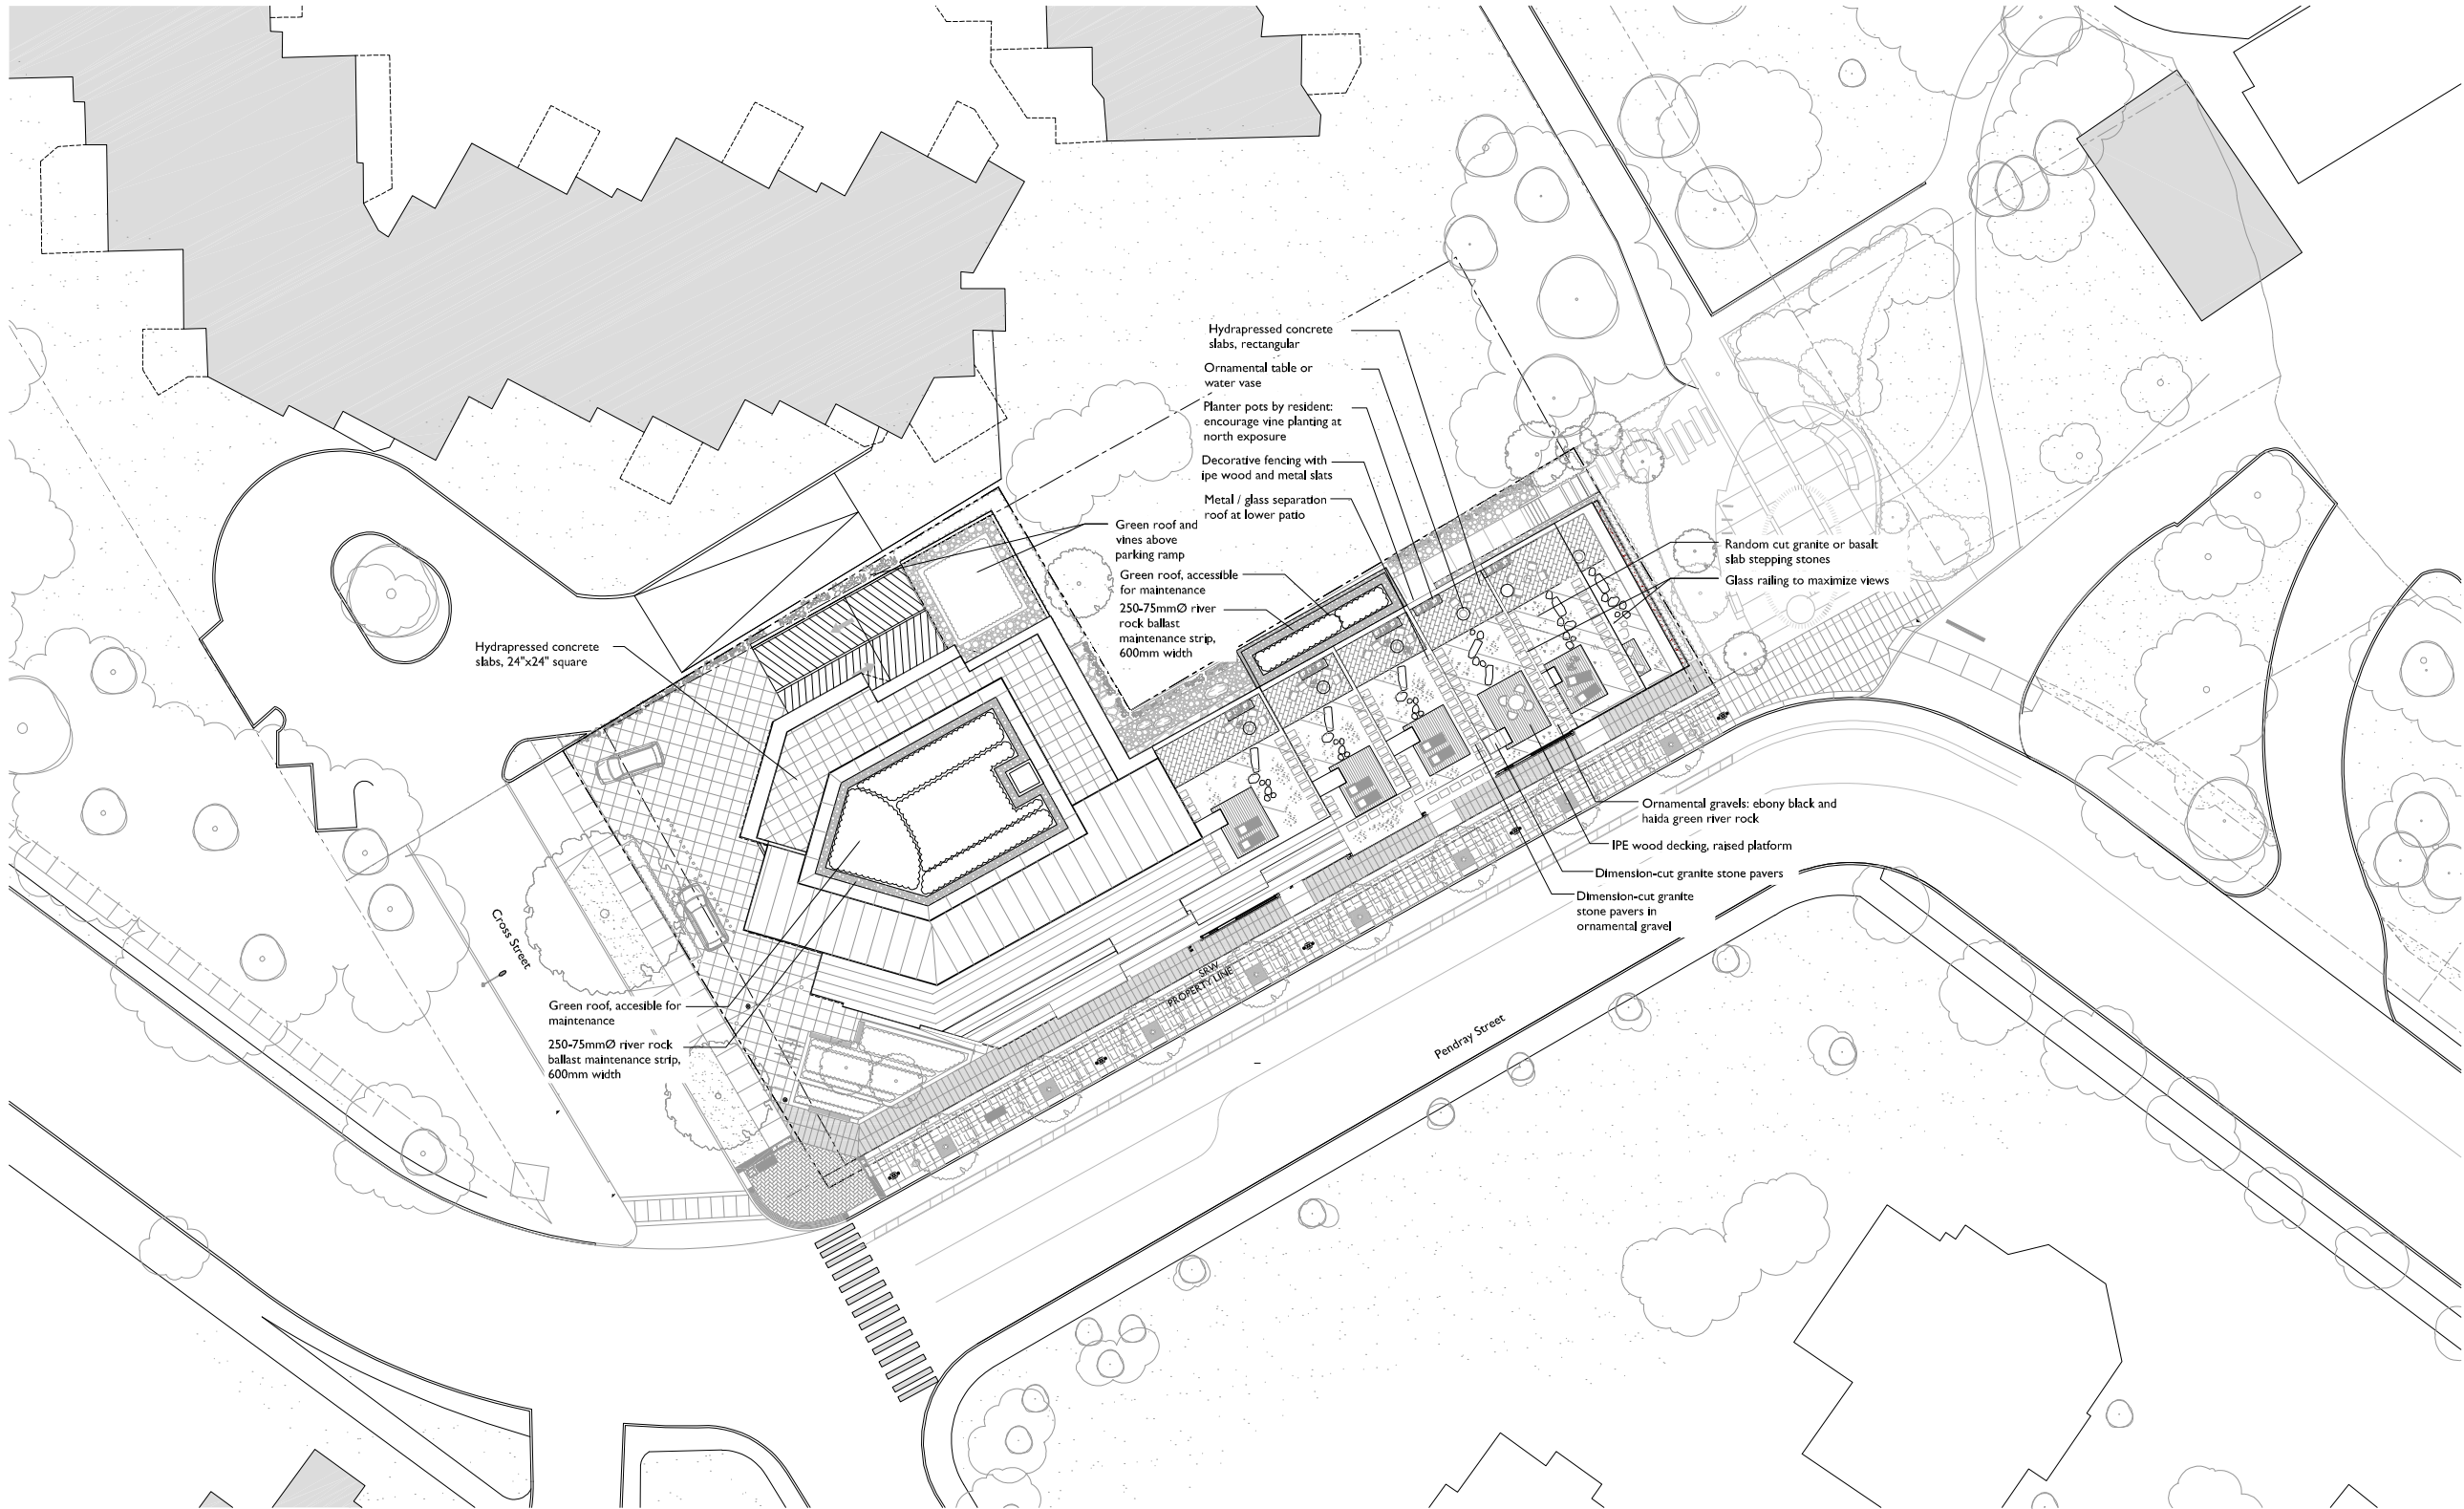 Hydrapressed concrete
slabs, rectangular
Ornamental table or
water vase
Planter pots by resident:
encourage vine planting at
north exposure
Decorative fencing with
ipe wood and metal slats
Metal / glass separation
roof at lower patio
Green roof and
vines above
parking ramp
Green roof, accessible
for maintenance
250-75mmØ river
rock ballast
maintenance strip,
600mm width
Random cut granite or basalt
slab stepping stones
Glass railing to maximize views
Hydrapressed concrete
slabs, 24"x24" square
Ornamental gravels: ebony black and
haida green river rock
IPE wood decking, raised platform
Dimension-cut granite stone pavers
Dimension-cut granite
stone pavers in
ornamental gravel
Cross Street
SRW
PROPERTY LINE
Green roof, accesible for
maintenance
250-75mmØ river rock
ballast maintenance strip,
600mm width
Pendray Street